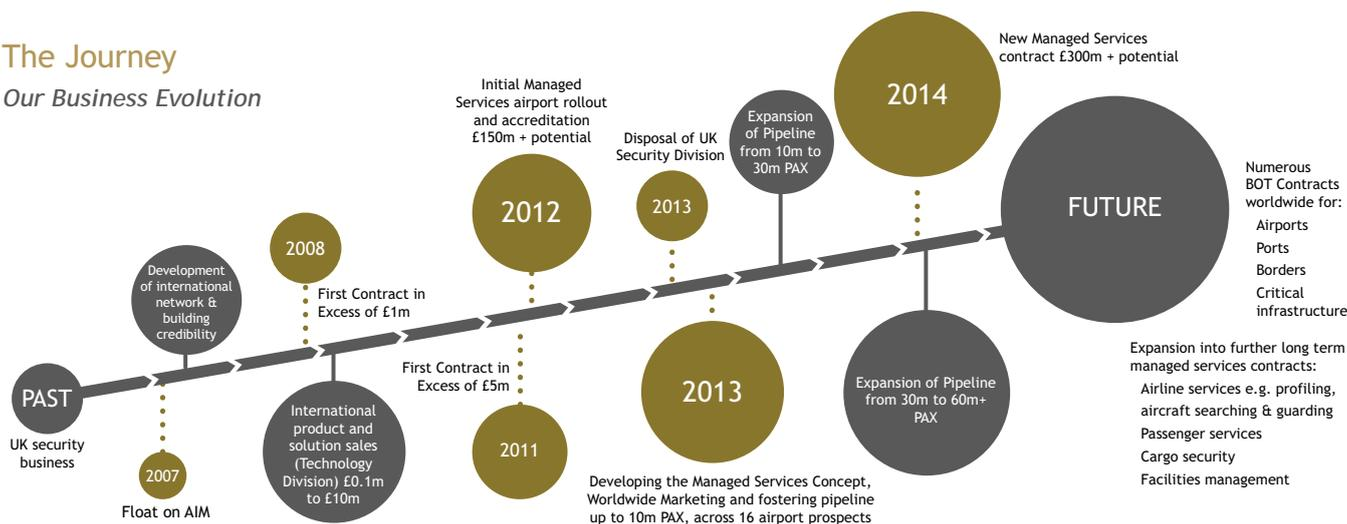 The Journey
Our Business Evolution
PAST
UK security
business
2007
Float on AIM
Development
of international
network &
building
credibility
2008
First Contract in
Excess of £1m
International
product and
solution sales
(Technology
Division) £0.1m
to £10m
First Contract in
Excess of £5m
2011
Initial Managed
Services airport rollout
and accreditation
£150m + potential
2012
Disposal of UK
Security Division
2013
2013
Developing the Managed Services Concept,
Worldwide Marketing and fostering pipeline
up to 10m PAX, across 16 airport prospects
Expansion
of Pipeline
from 10m to
30m PAX
2014
New Managed Services
contract £300m + potential
Expansion of Pipeline
from 30m to 60m+
PAX
FUTURE
Numerous
BOT Contracts
worldwide for:
Airports
Ports
Borders
Critical
infrastructure
Expansion into further long term
managed services contracts:
Airline services e.g. profiling,
aircraft searching & guarding
Passenger services
Cargo security
Facilities management